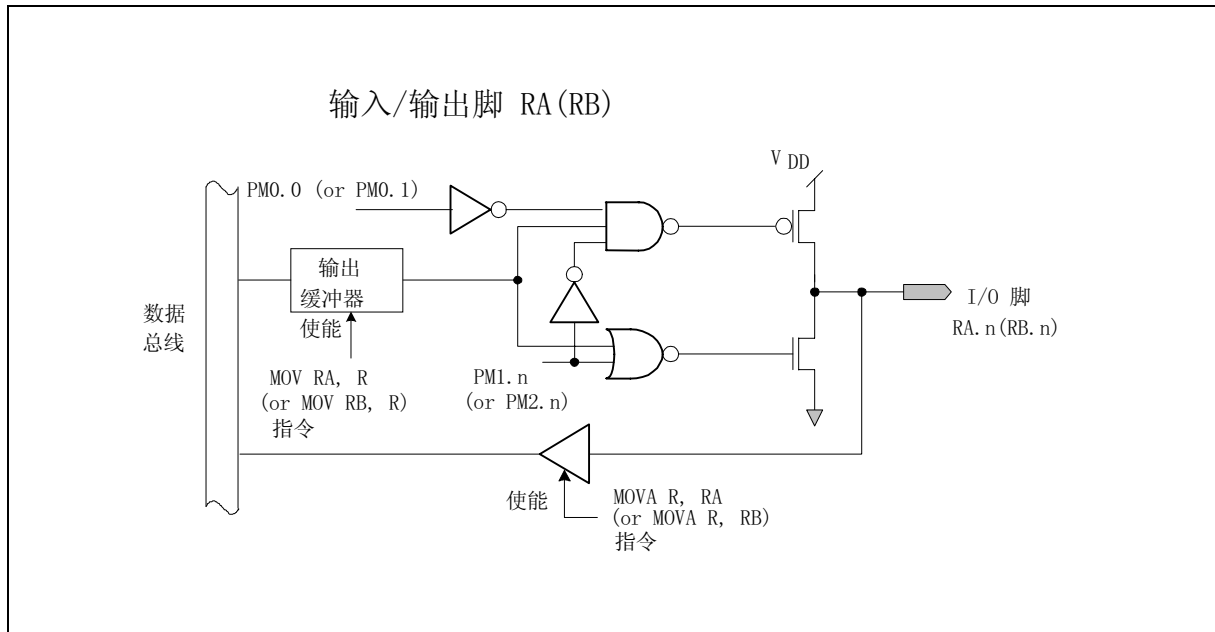 输入/输出脚 RA(RB)
V DD
PM0.0 (or PM0.1)
输出
缓冲器
使能
数据
总线
I/O 脚
RA.n(RB.n)
MOV RA, R
(or MOV RB, R)
指令
PM1.n
(or PM2.n)
使能
MOVA R, RA
(or MOVA R, RB)
指令